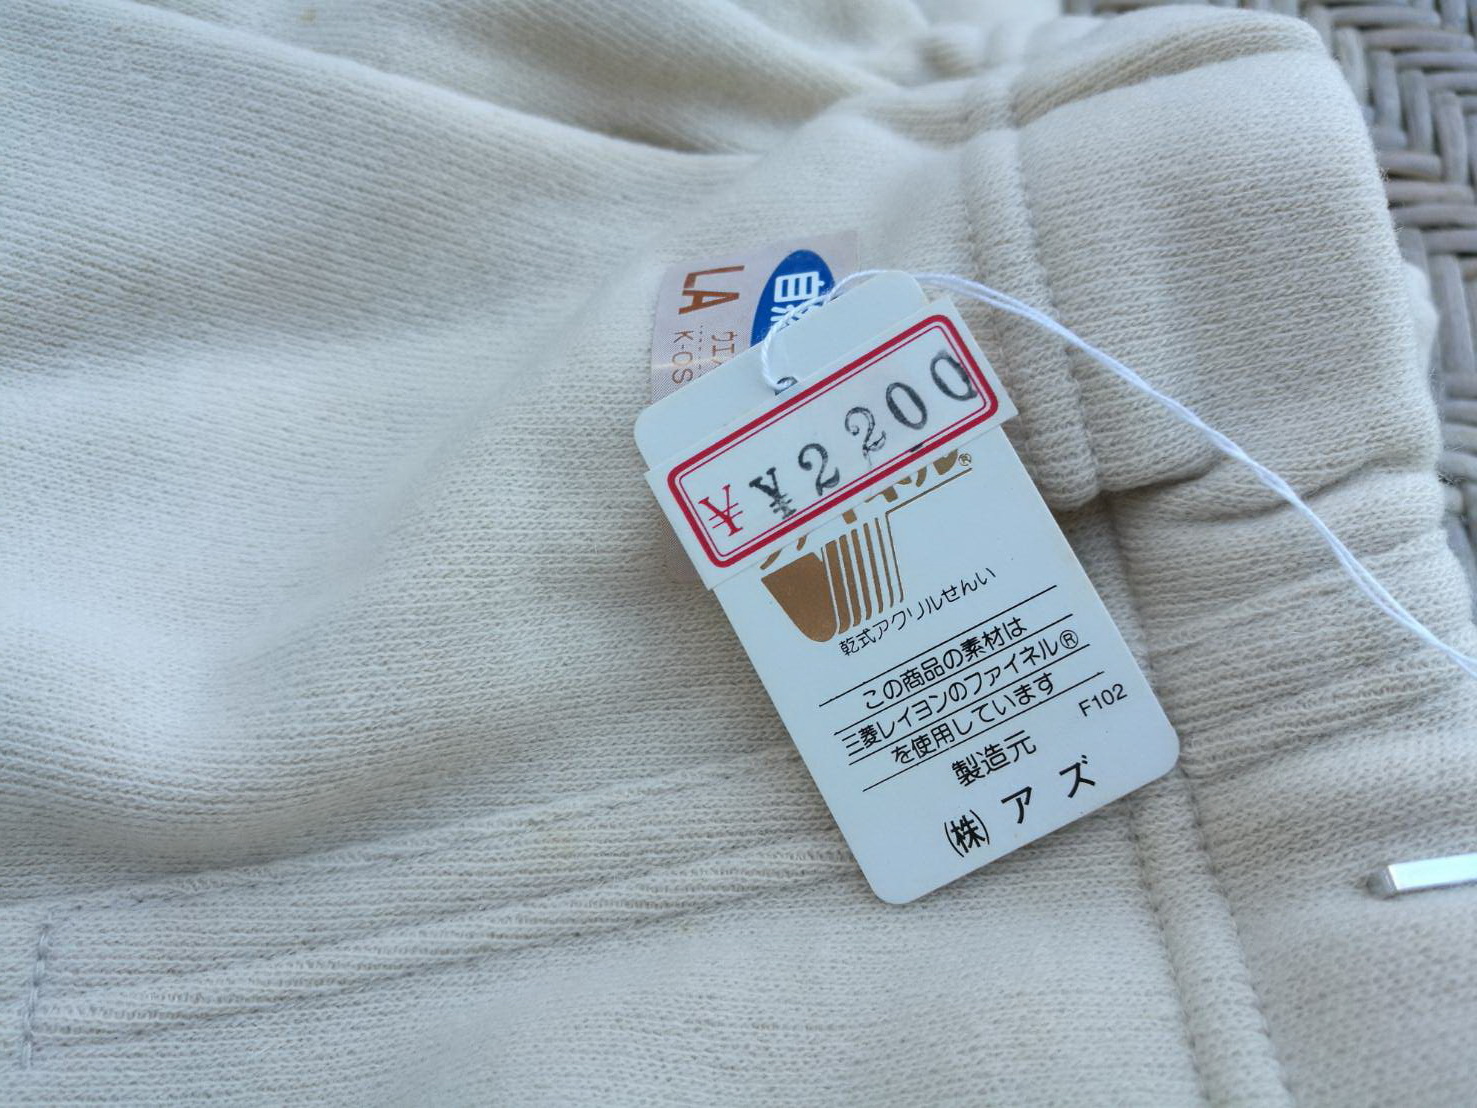 LA
K-OS
¥ ¥2200
乾式アクリルせんい
この商品の素材は
三菱レイヨンのファイネル®
を使用しています
F102
製造元
(株) アズ